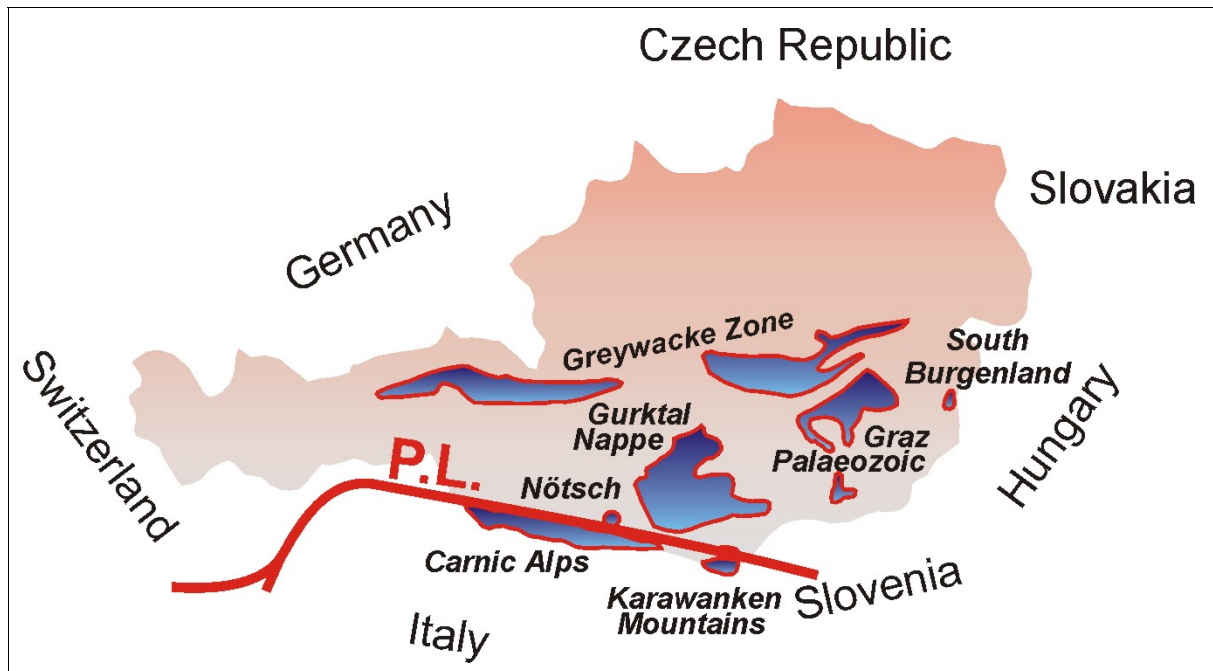 Czech Republic
Slovakia
Germany
Greywacke Zone
South
Burgenland
Switzerland
Gurktal
Nappe
Graz
Palaeozoic
Hungary
P.L.
Nötsch
Carnic Alps
Slovenia
Karawanken
Mountains
Italy